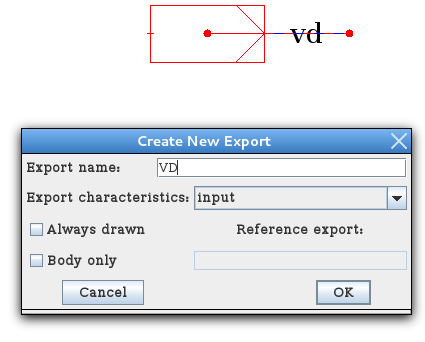 vd
Create New Export
Export name: VD
Export characteristics: input
Always drawn Reference export:
Body only
Cancel OK